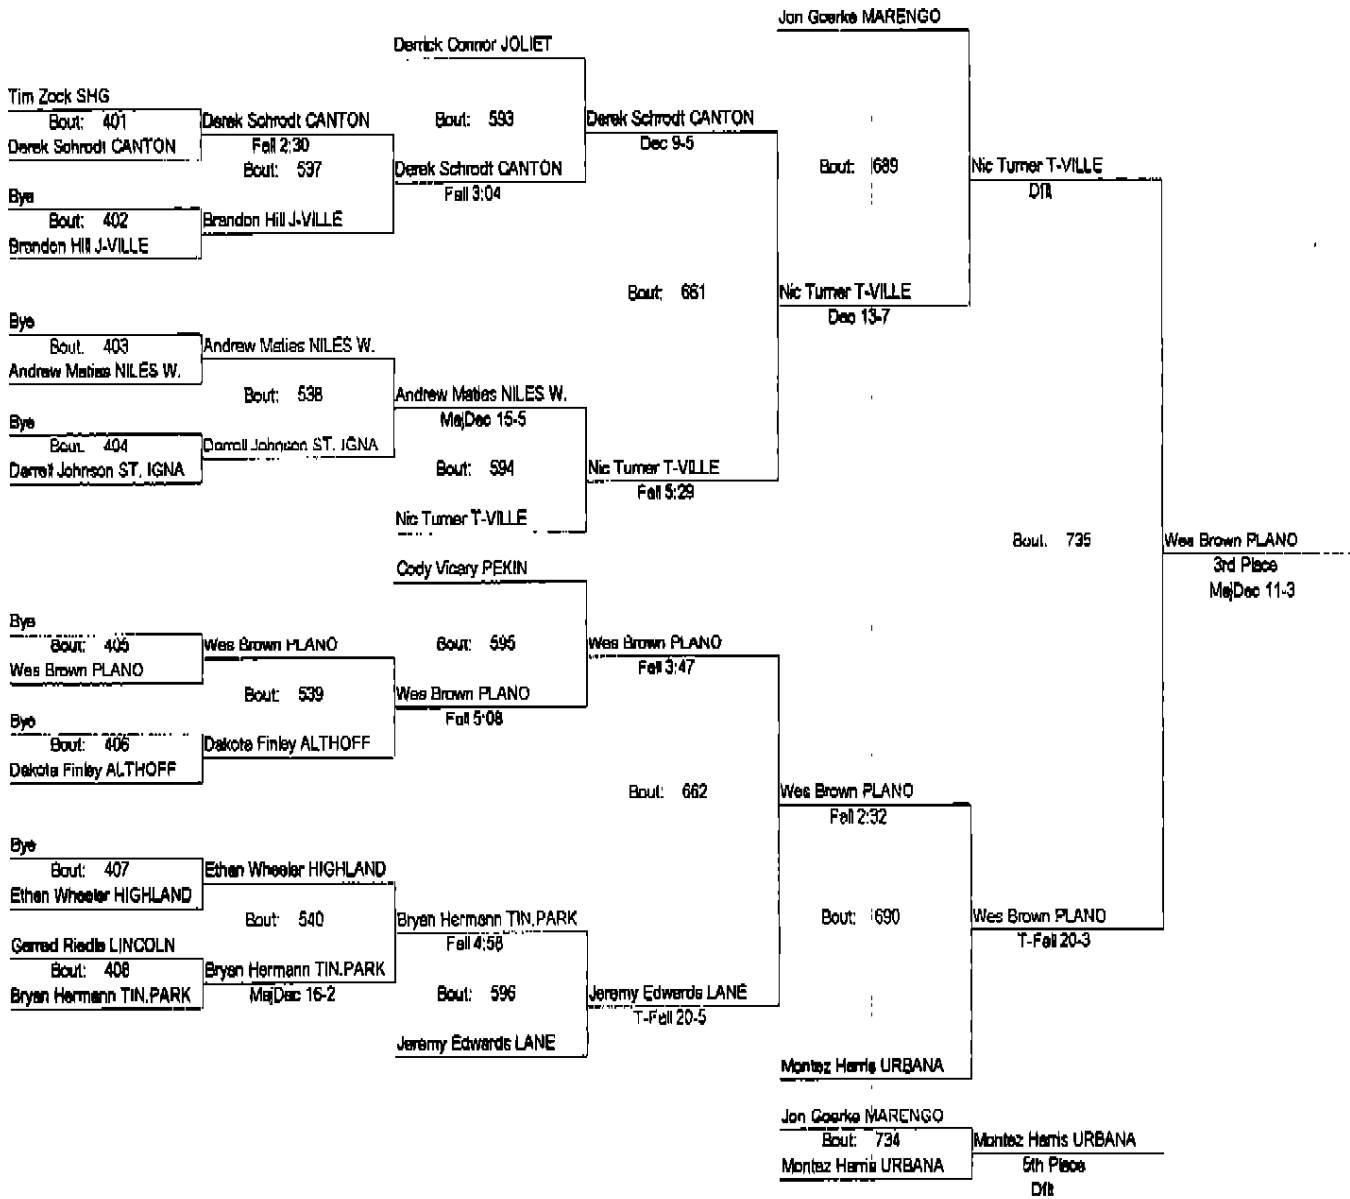 Jon Goerke MARENGO
Derrick Connor JOLIET
Tim Zock SHG
Bout: 401
Derek Schrodt CANTON
Derek Schrodt CANTON
Fall 2:30
Bout: 537
Bye
Bout: 402
Brandon Hill J-VILLE
Brandon Hill J-VILLE
Bout: 593
Derek Schrodt CANTON
Fall 3:04
Derek Schrodt CANTON
Dec 9-5
Bout: 689
Nic Turner T-VILLE
Dflt
Bout: 661
Nic Turner T-VILLE
Dec 13-7
Bye
Bout: 403
Andrew Maties NILES W.
Andrew Maties NILES W.
Bout: 538
Bye
Bout: 404
Darrell Johnson ST. IGNA
Darrell Johnson ST. IGNA
Andrew Maties NILES W.
MajDec 15-5
Bout: 594
Nic Turner T-VILLE
Nic Turner T-VILLE
Fall 5:29
Bout: 735
Wes Brown PLANO
3rd Place
MajDec 11-3
Cody Vicary PEKIN
Bye
Bout: 405
Wes Brown PLANO
Wes Brown PLANO
Bout: 539
Bye
Bout: 406
Dakota Finley ALTHOFF
Dakota Finley ALTHOFF
Bout: 595
Wes Brown PLANO
Fall 5:08
Wes Brown PLANO
Fall 3:47
Bout: 662
Wes Brown PLANO
Fall 2:32
Bye
Bout: 407
Ethan Wheeler HIGHLAND
Ethan Wheeler HIGHLAND
Bout: 540
Garred Riedle LINCOLN
Bout: 408
Bryan Hermann TIN.PARK
Bryan Hermann TIN.PARK
MajDec 16-2
Bryan Hermann TIN.PARK
Fall 4:58
Bout: 596
Jeremy Edwards LANE
Jeremy Edwards LANE
T-Fall 20-5
Bout: 690
Wes Brown PLANO
T-Fall 20-3
Montez Harris URBANA
Jon Goerke MARENGO
Bout: 734
Montez Harris URBANA
Montez Harris URBANA
5th Place
Dflt